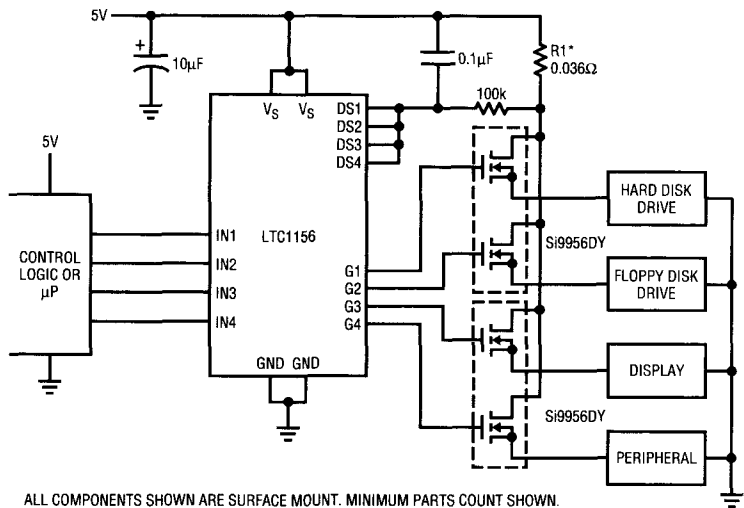 5V
+
10µF
0.1µF
R1*
0.036Ω
100k
VS VS
DS1
DS2
DS3
DS4
5V
CONTROL
LOGIC OR
µP
IN1
IN2
IN3
IN4
LTC1156
G1
G2
G3
G4
GND GND
Si9956DY
Si9956DY
HARD DISK
DRIVE
FLOPPY DISK
DRIVE
DISPLAY
PERIPHERAL
ALL COMPONENTS SHOWN ARE SURFACE MOUNT. MINIMUM PARTS COUNT SHOWN.